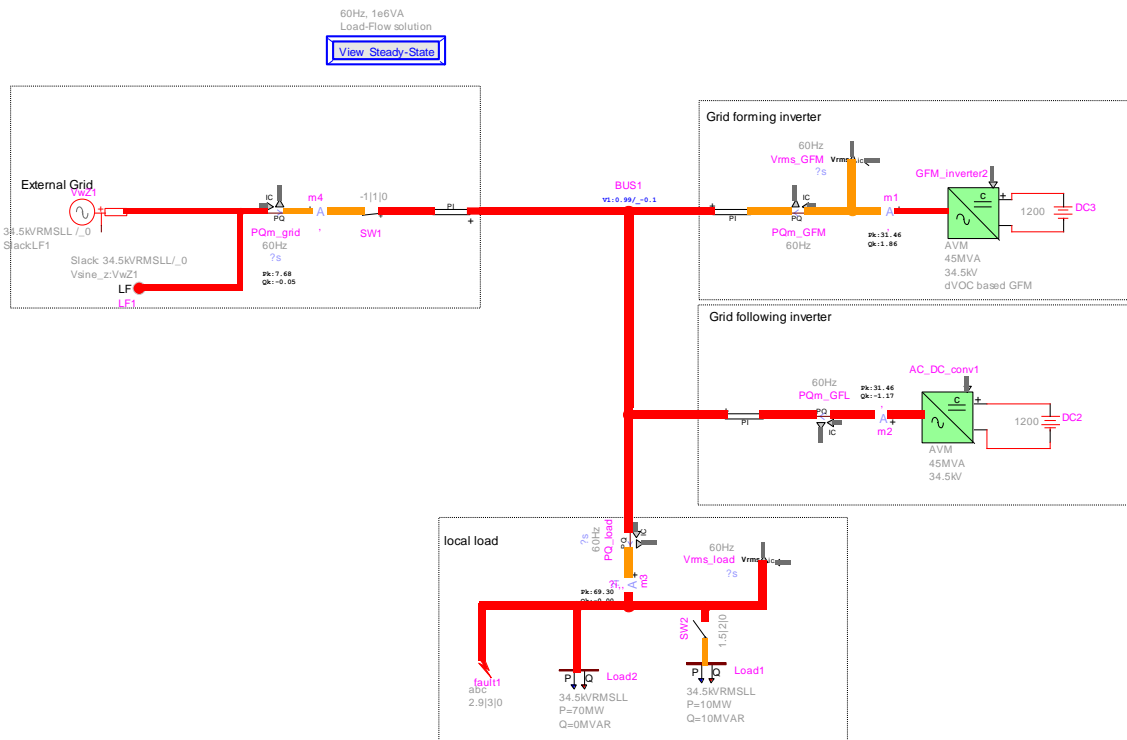 60Hz, 1e6VA
Load-Flow solution
View Steady-State
External Grid
VwZ1
34.5kVRMSLL /_0
Slack:LF1
Slack: 34.5kVRMSLL/_0
Vsine_z:VwZ1
LF
LF1
IC
PQ
PQm_grid
60Hz
?s
Pk:7.68
Qk:-0.05
m4
A
-1|1|0
SW1
PI
+
BUS1
V1:0.99/_-0.1
Grid forming inverter
60Hz
Vrms_GFM
?s
Vrms
+
PI
IC
PQm_GFM
60Hz
m1
A
Pk:31.46
Qk:1.86
GFM_inverter2
C
+
1200
DC3
AVM
45MVA
34.5kV
dVOC based GFM
Grid following inverter
60Hz
PQm_GFL
PI
PQ
IC
Pk:31.46
Qk:-1.17
A
+
m2
AC_DC_conv1
C
+
1200
DC2
AVM
45MVA
34.5kV
local load
?s
60Hz
PQ_load
PQ
A
+
m3
Pk:69.30
60Hz
Vrms_load
?s
Vrms
fault1
abc
2.9|3|0
P Q
Load2
34.5kVRMSLL
P=70MW
Q=0MVAR
SW2
1.5|2|0
P Q
Load1
34.5kVRMSLL
P=10MW
Q=10MVAR